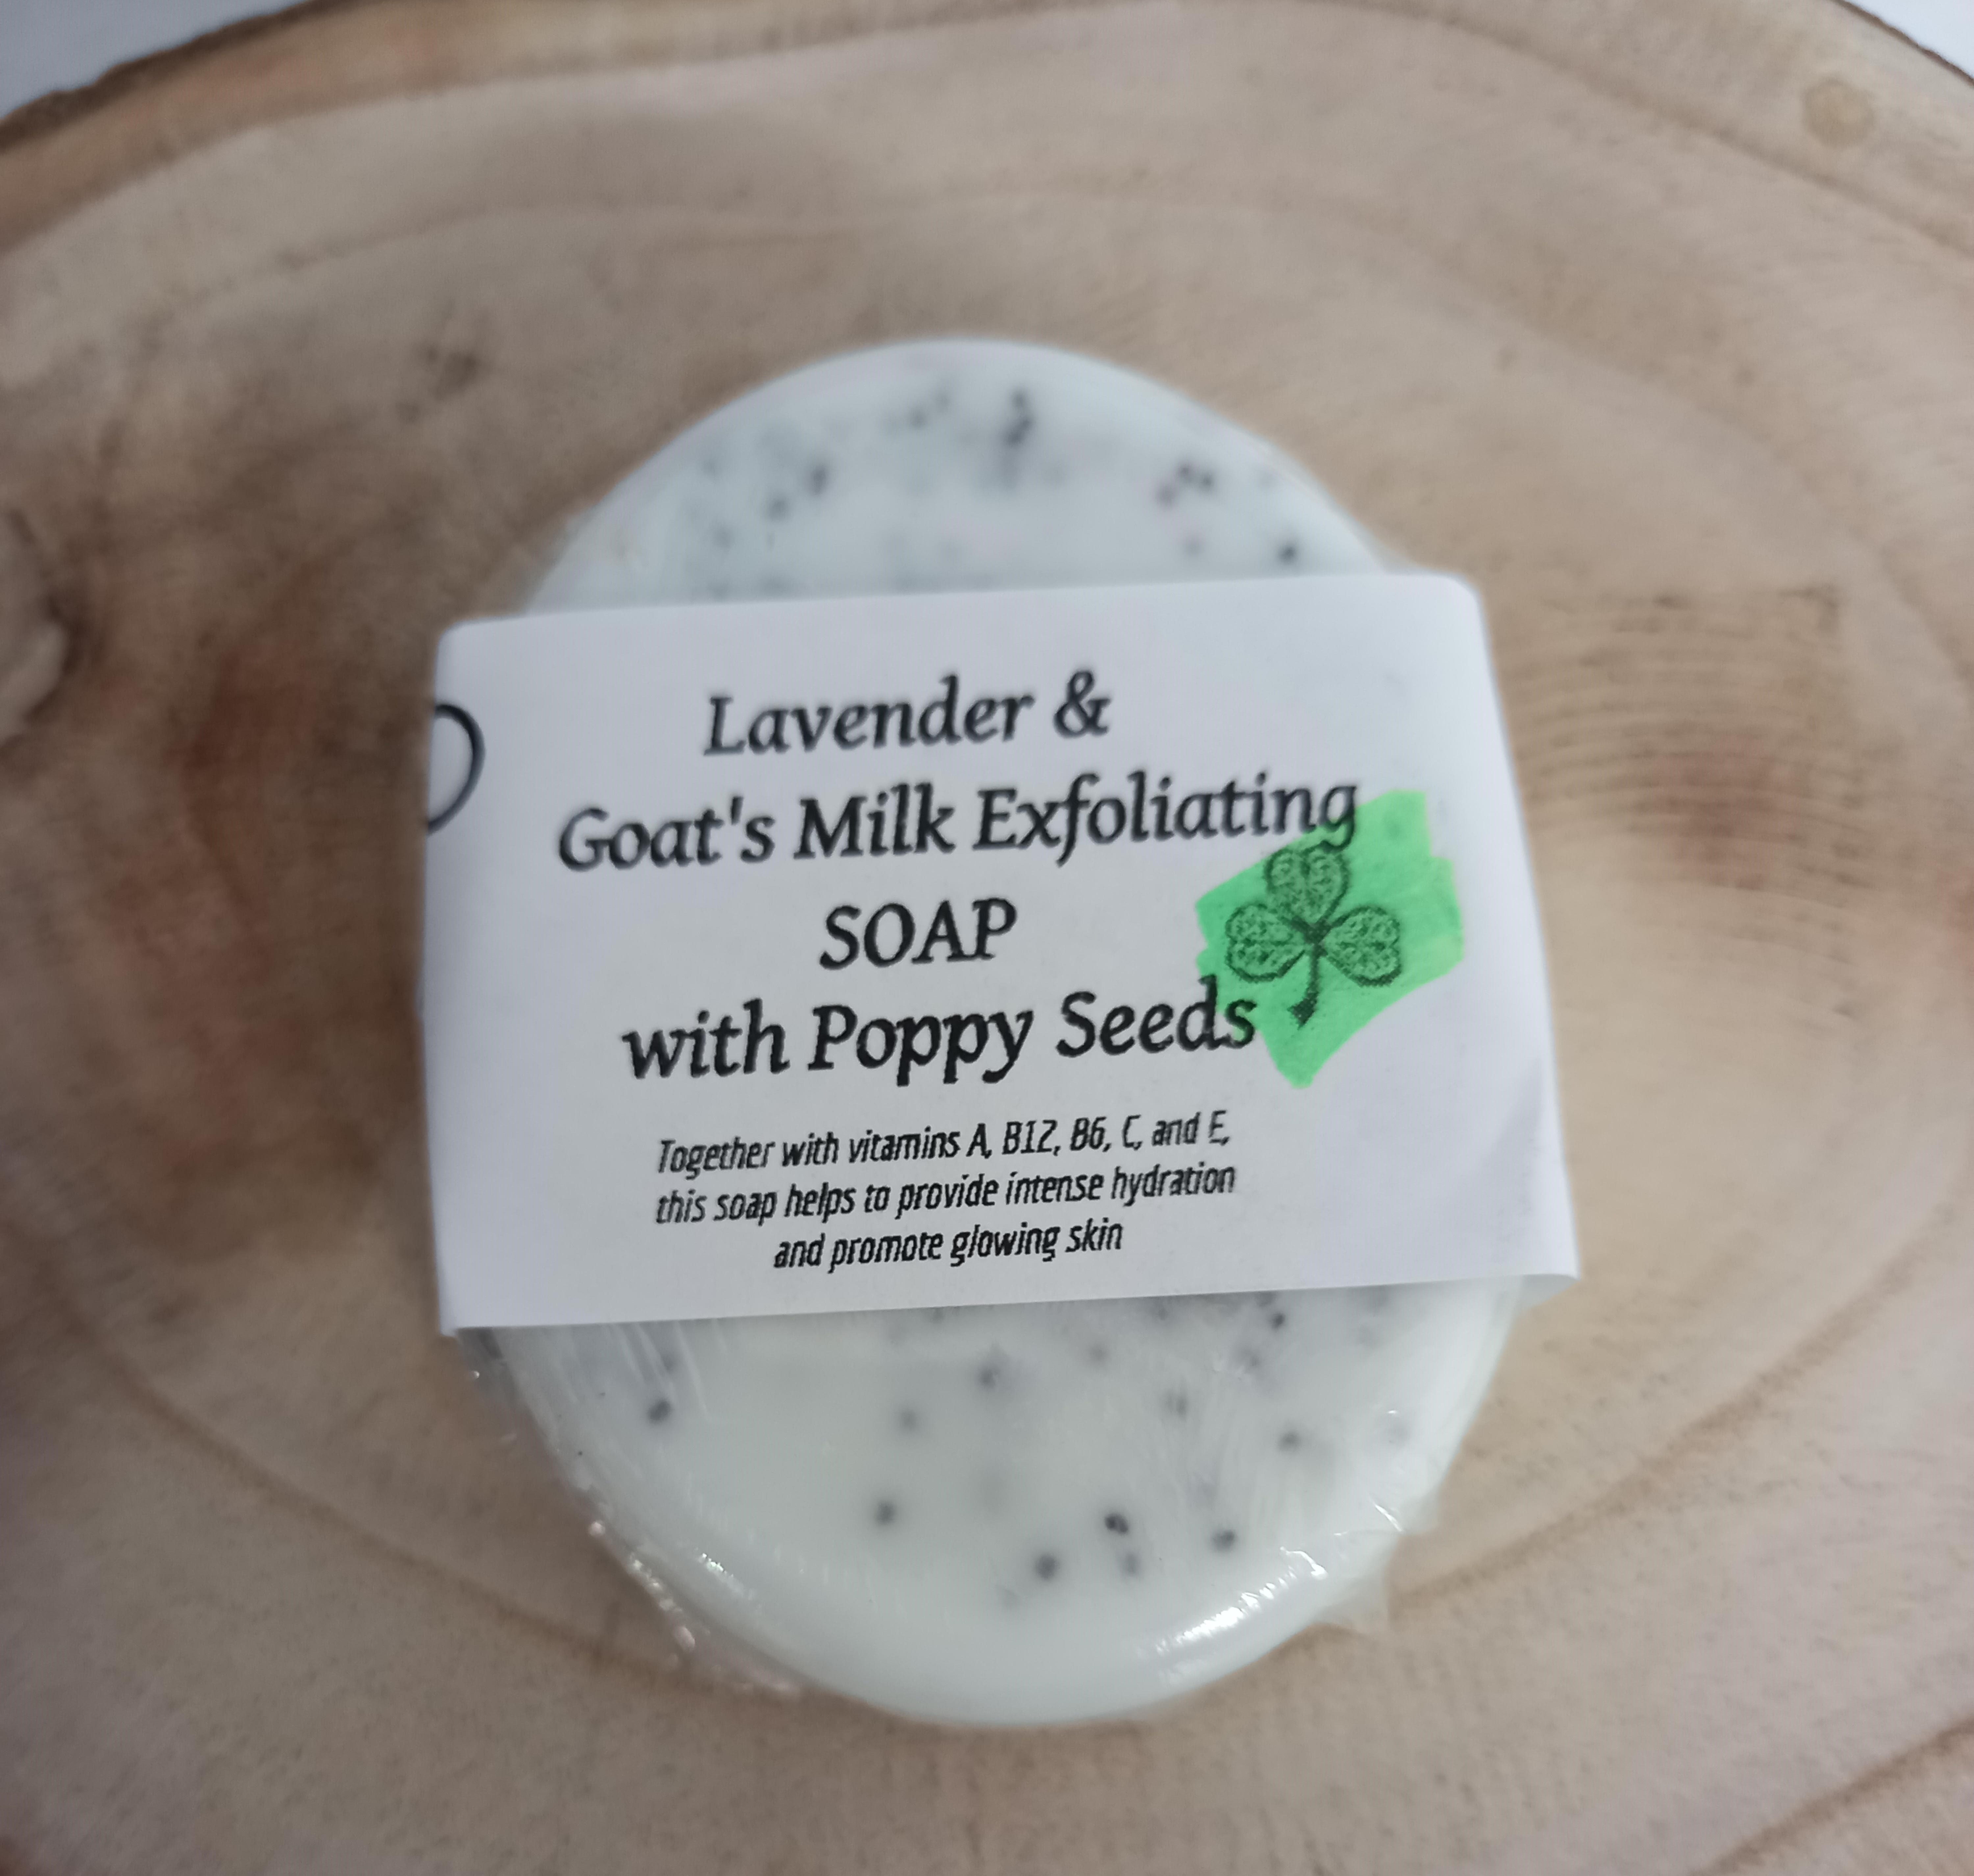 Lavender &
Goat's Milk Exfoliating
SOAP
with Poppy Seeds
Together with vitamins A, B12, B6, C, and E,
this soap helps to provide intense hydration
and promote glowing skin